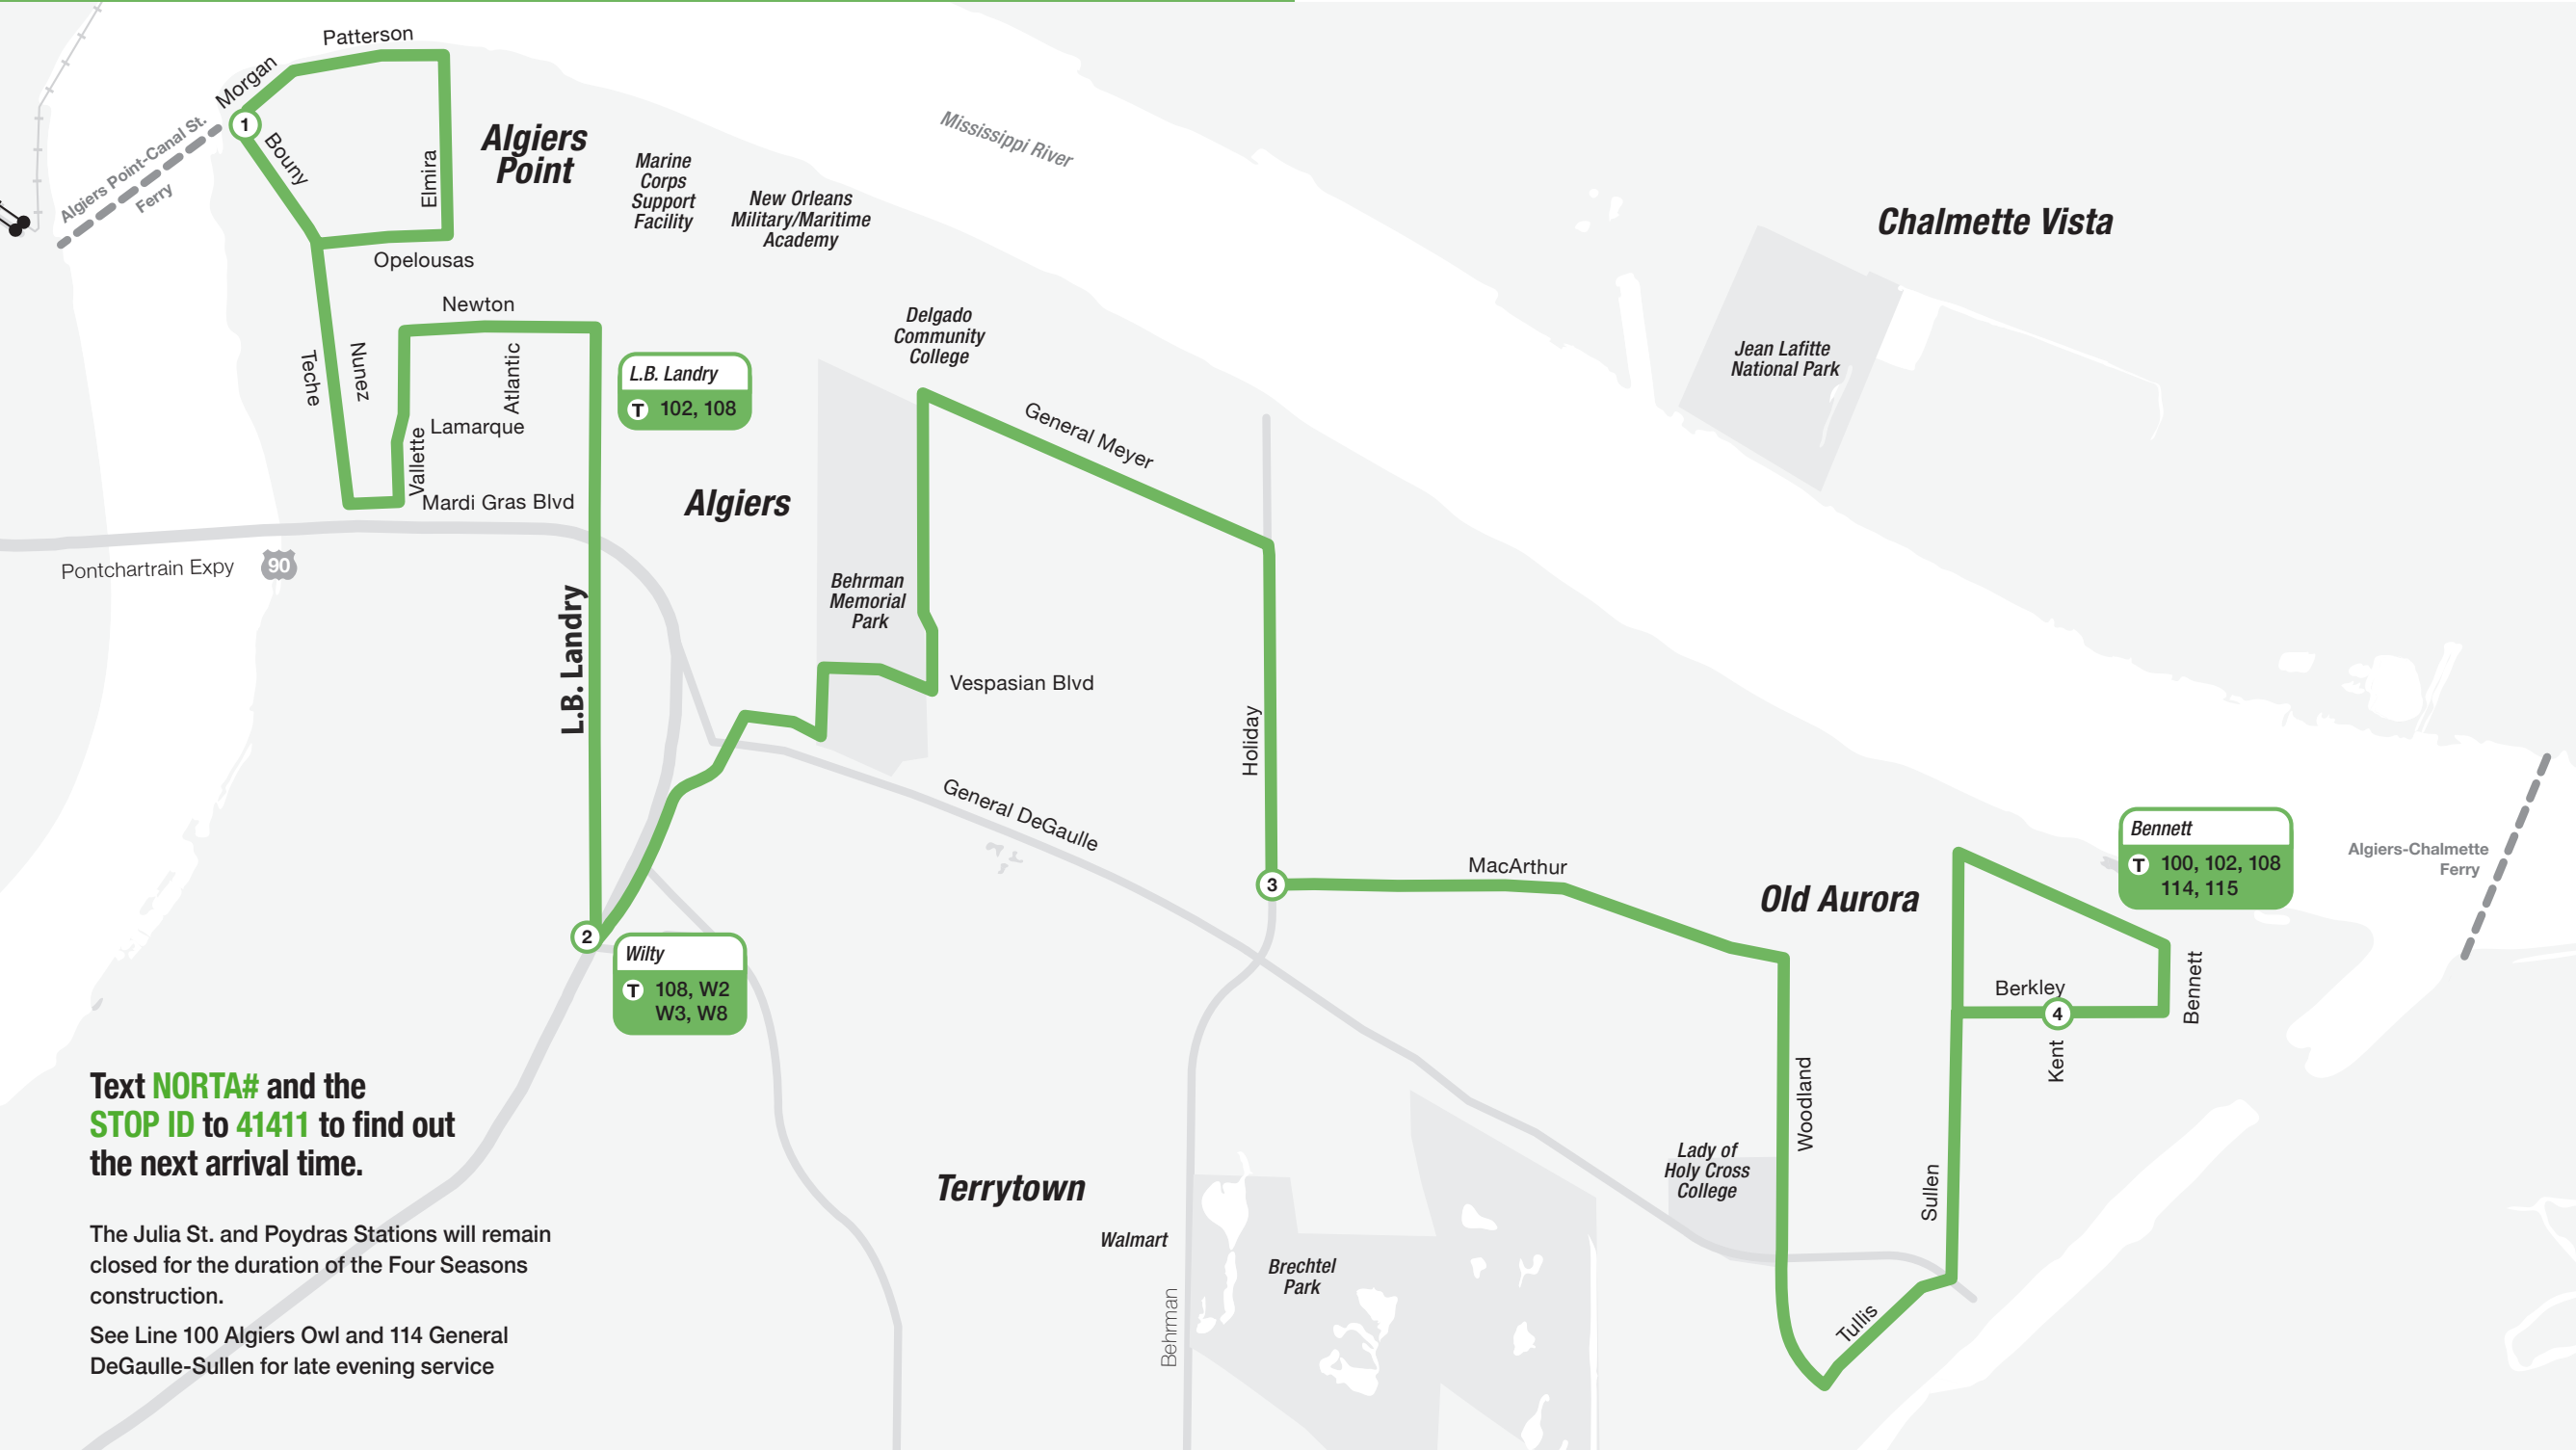 Patterson
Morgan
1
Bouny
Elmira
Algiers Point-Canal St.
Ferry
Algiers
Point
Marine
Corps
Support
Facility
New Orleans
Military/Maritime
Academy
Mississippi River
Chalmette Vista
Opelousas
Newton
Teche
Nunez
Atlantic
Lamarque
Vallette
Mardi Gras Blvd
L.B. Landry
T 102, 108
Delgado
Community
College
General Meyer
Jean Lafitte
National Park
Algiers
Pontchartrain Expy
90
L.B. Landry
Behrman
Memorial
Park
Vespasian Blvd
Holiday
General DeGaulle
3
MacArthur
Old Aurora
Bennett
T 100, 102, 108
114, 115
Algiers-Chalmette
Ferry
2
Wilty
T 108, W2
W3, W8
Berkley
4
Kent
Bennett
Woodland
Sullen
Tullis
Lady of
Holy Cross
College
Terrytown
Walmart
Brechtel
Park
Behrman
Text NORTA# and the
STOP ID to 41411 to find out
the next arrival time.
The Julia St. and Poydras Stations will remain
closed for the duration of the Four Seasons
construction.
See Line 100 Algiers Owl and 114 General
DeGaulle-Sullen for late evening service